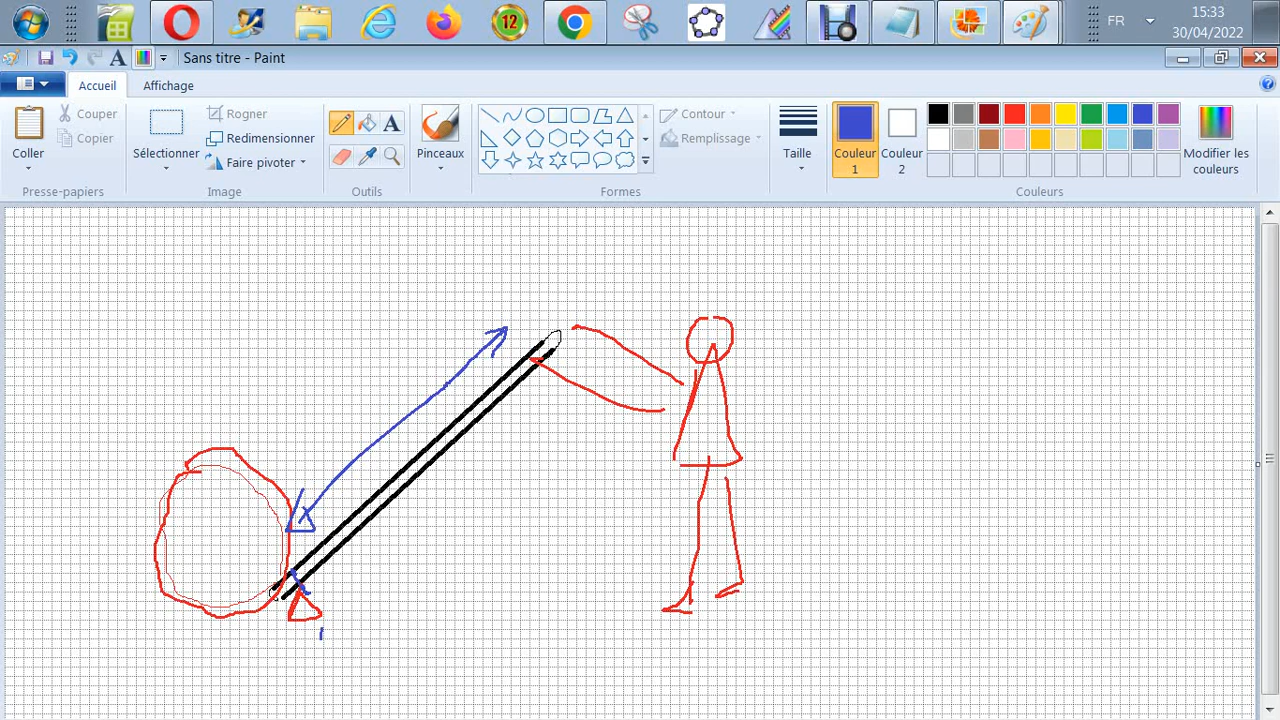 12
FR
15:33
30/04/2022
Sans titre - Paint
Accueil
Affichage
Coller
Couper
Copier
Presse-papiers
Sélectionner
Rogner
Redimensionner
Faire pivoter
Image
A
Outils
Pinceaux
Formes
Contour
Remplissage
Taille
Couleur
1
Couleur
2
Modifier les
couleurs
Couleurs